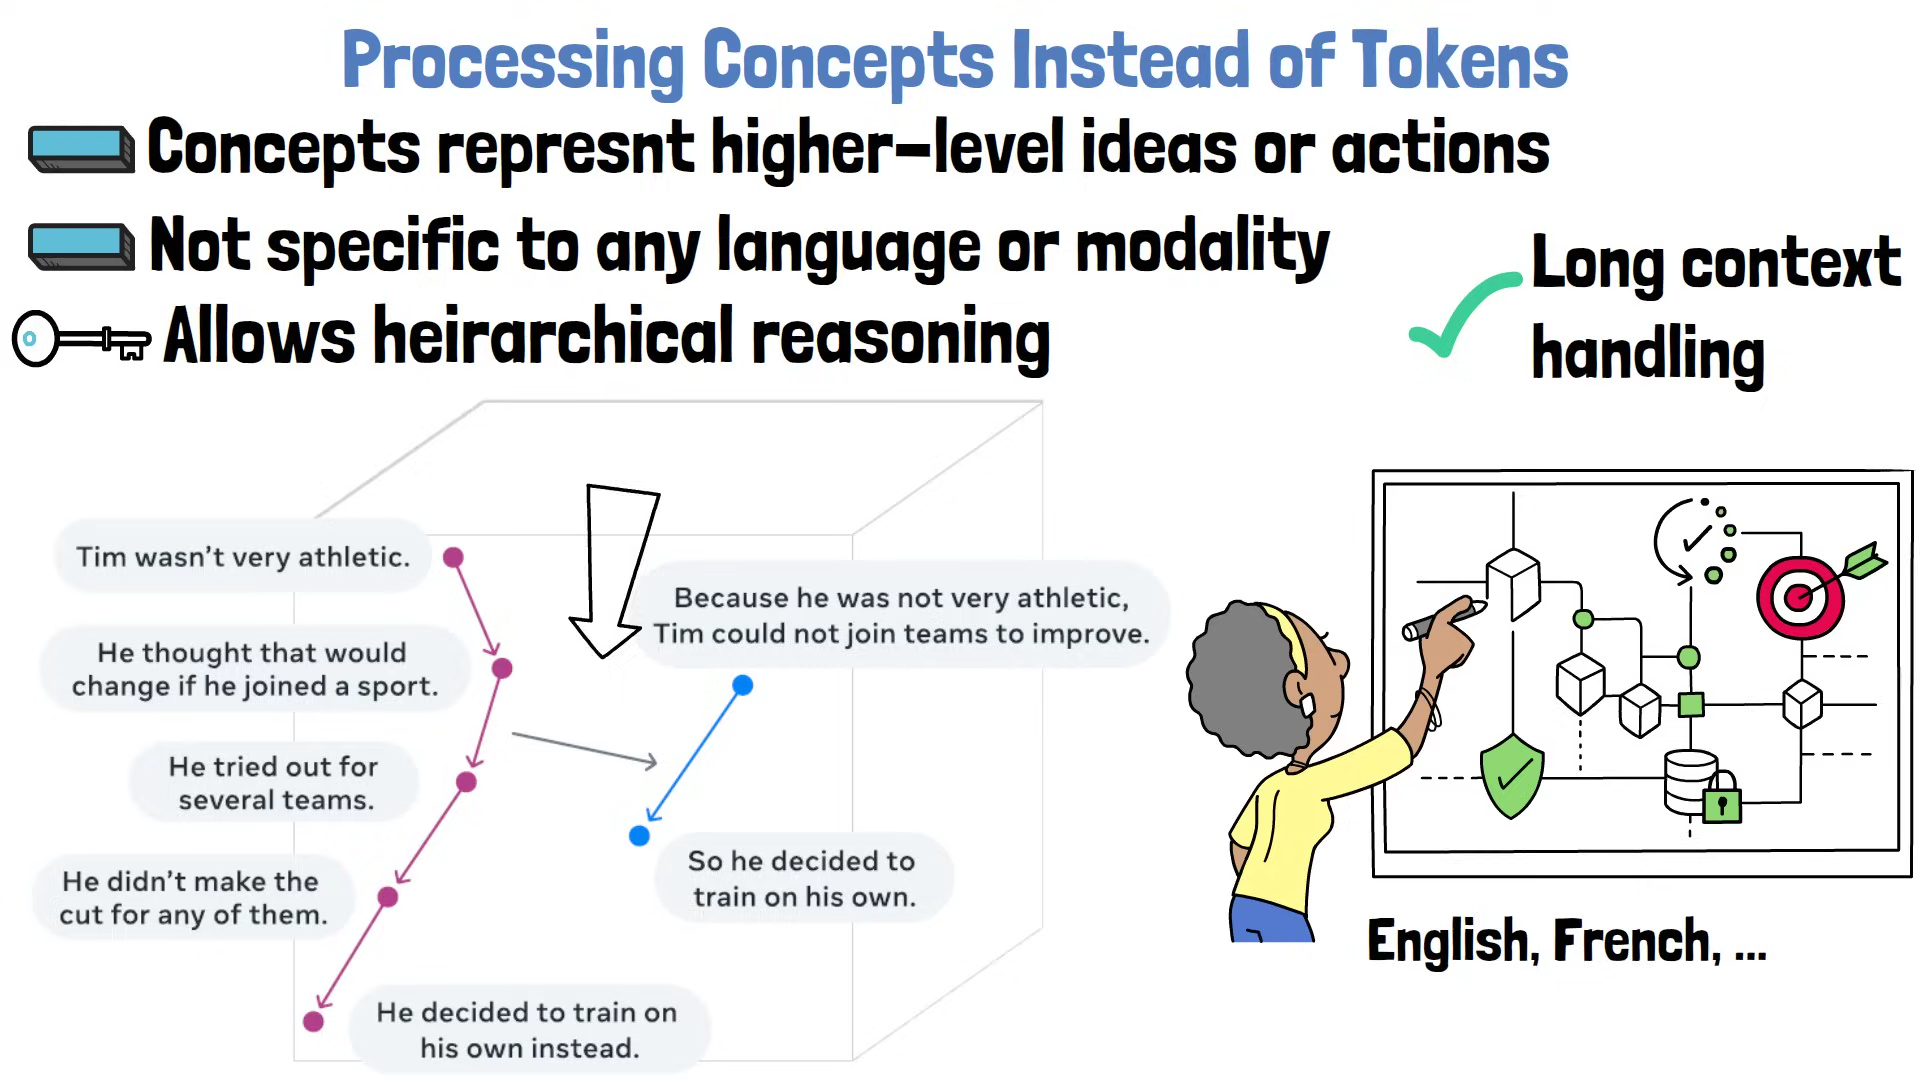 Processing Concepts Instead of Tokens
Concepts represnt higher-level ideas or actions
Not specific to any language or modality
Allows heirarchical reasoning
Long context
handling
Tim wasn't very athletic.
He thought that would
change if he joined a sport.
He tried out for
several teams.
He didn't make the
cut for any of them.
He decided to train on
his own instead.
Because he was not very athletic,
Tim could not join teams to improve.
So he decided to
train on his own.
English, French, ...